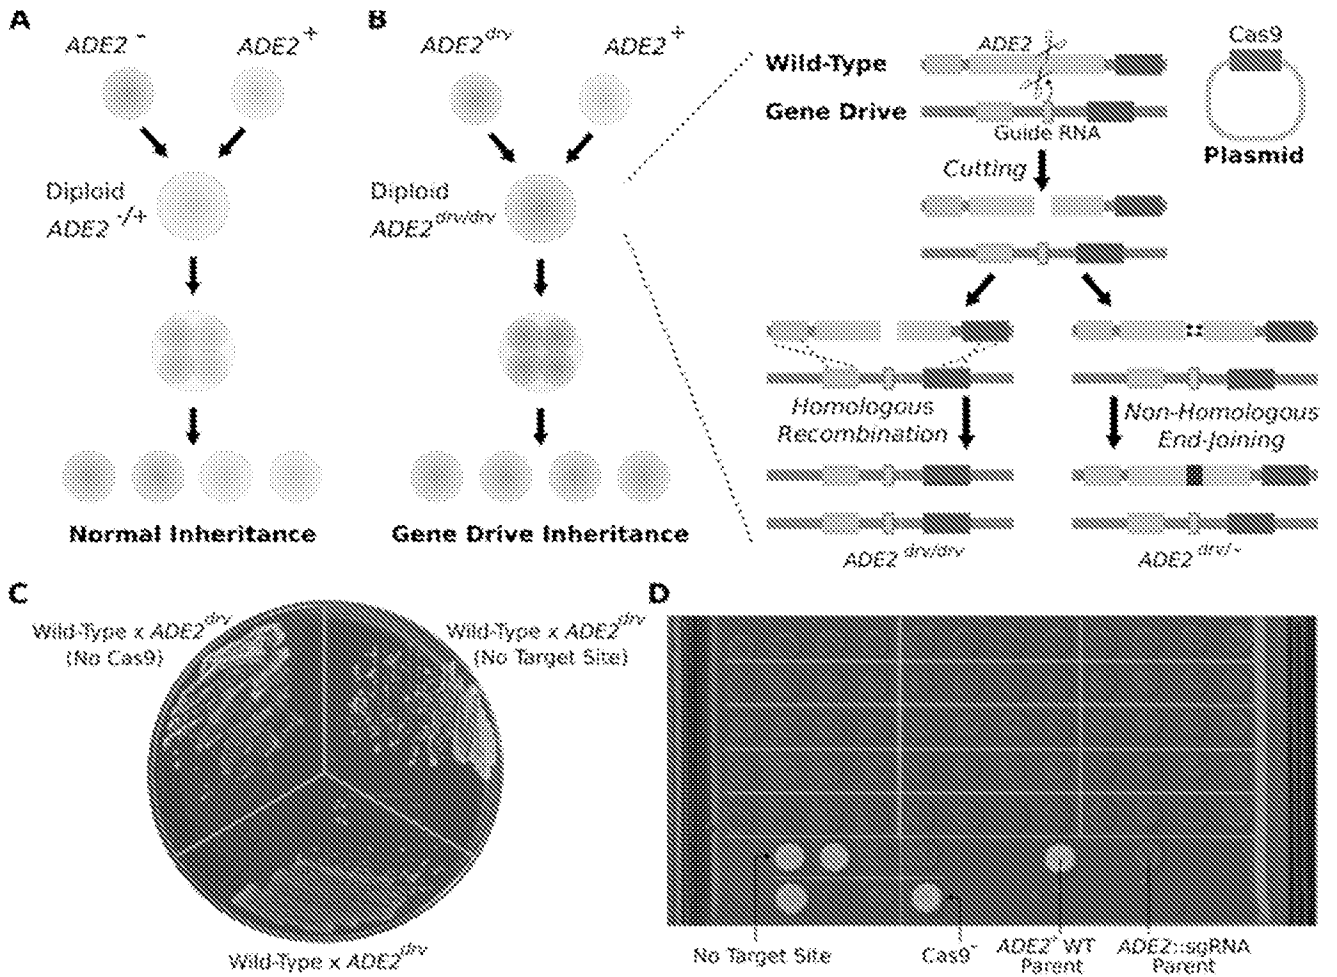 A
ADE2 -
ADE2 +
Diploid
ADE2 -/+
Normal Inheritance
B
ADE2 drv
ADE2 +
Diploid
ADE2 drv/drv
Gene Drive Inheritance
Wild-Type
ADE2
Cas9
Gene Drive
Guide RNA
Plasmid
Cutting
Homologous
Recombination
Non-Homologous
End-Joining
ADE2 drv/drv
ADE2 drv/-
C
Wild-Type x ADE2 drv
(No Cas9)
Wild-Type x ADE2 drv
(No Target Site)
Wild-Type x ADE2 drv
D
No Target Site
Cas9-
ADE2+ WT
Parent
ADE2::sgRNA
Parent